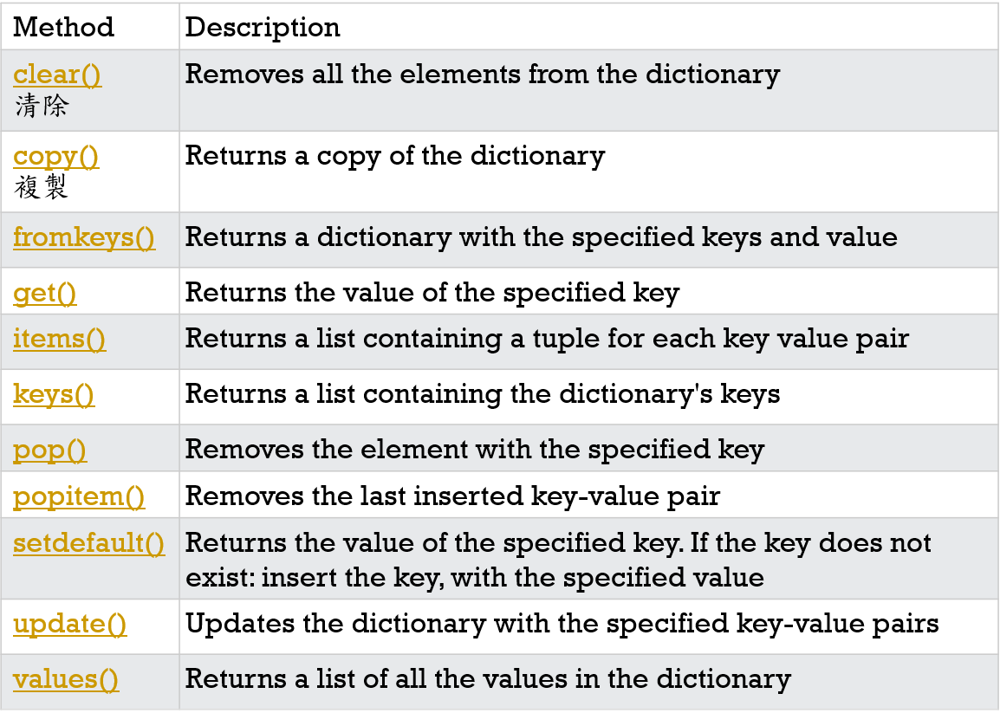 Method Description
clear() Removes all the elements from the dictionary
清除
copy() Returns a copy of the dictionary
複製
fromkeys() Returns a dictionary with the specified keys and value
get() Returns the value of the specified key
items() Returns a list containing a tuple for each key value pair
keys() Returns a list containing the dictionary's keys
pop() Removes the element with the specified key
popitem() Removes the last inserted key-value pair
setdefault() Returns the value of the specified key. If the key does not
exist: insert the key, with the specified value
update() Updates the dictionary with the specified key-value pairs
values() Returns a list of all the values in the dictionary